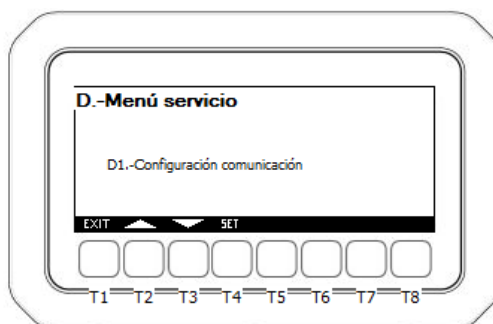 D.-Menú servicio
D1.-Configuración comunicación
EXIT SET
T1 T2 T3 T4 T5 T6 T7 T8